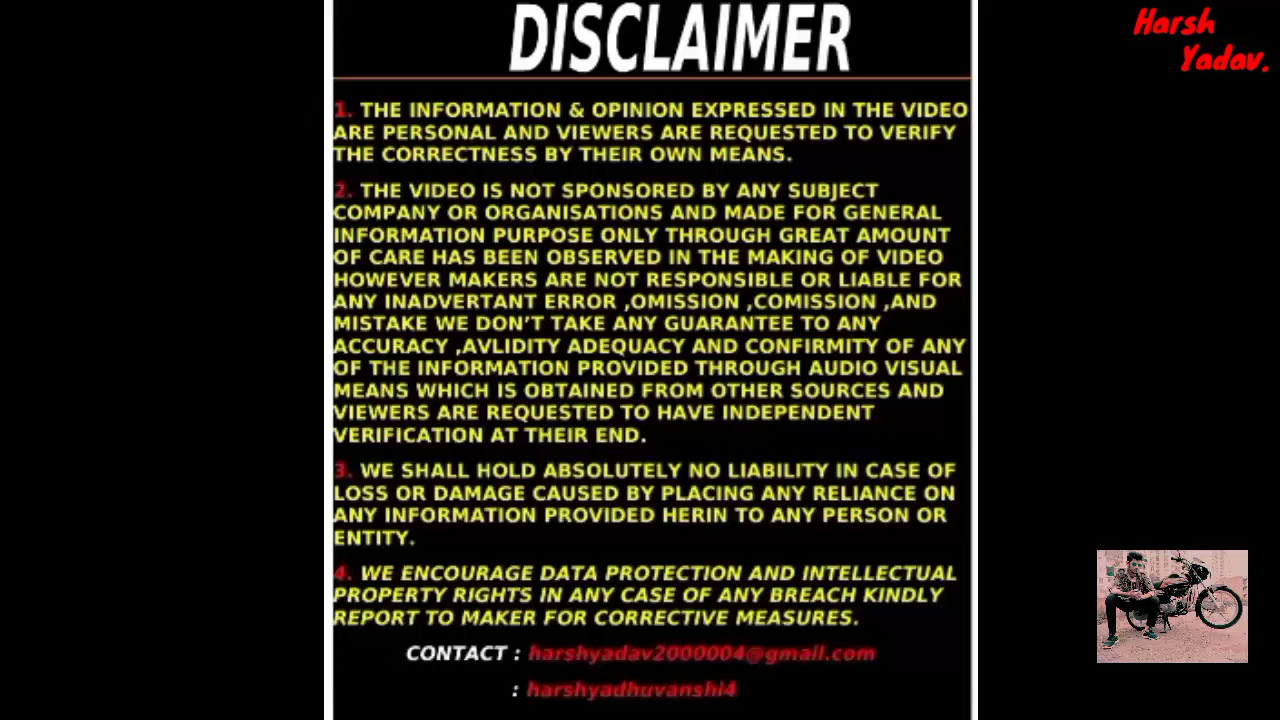 DISCLAIMER
Harsh
Yadav.
1. THE INFORMATION & OPINION EXPRESSED IN THE VIDEO
ARE PERSONAL AND VIEWERS ARE REQUESTED TO VERIFY
THE CORRECTNESS BY THEIR OWN MEANS.
2. THE VIDEO IS NOT SPONSORED BY ANY SUBJECT
COMPANY OR ORGANISATIONS AND MADE FOR GENERAL
INFORMATION PURPOSE ONLY THROUGH GREAT AMOUNT
OF CARE HAS BEEN OBSERVED IN THE MAKING OF VIDEO
HOWEVER MAKERS ARE NOT RESPONSIBLE OR LIABLE FOR
ANY INADVERTANT ERROR ,OMISSION ,COMISSION ,AND
MISTAKE WE DON'T TAKE ANY GUARANTEE TO ANY
ACCURACY ,AVLIDITY ADEQUACY AND CONFIRMITY OF ANY
OF THE INFORMATION PROVIDED THROUGH AUDIO VISUAL
MEANS WHICH IS OBTAINED FROM OTHER SOURCES AND
VIEWERS ARE REQUESTED TO HAVE INDEPENDENT
VERIFICATION AT THEIR END.
3. WE SHALL HOLD ABSOLUTELY NO LIABILITY IN CASE OF
LOSS OR DAMAGE CAUSED BY PLACING ANY RELIANCE ON
ANY INFORMATION PROVIDED HERIN TO ANY PERSON OR
ENTITY.
4. WE ENCOURAGE DATA PROTECTION AND INTELLECTUAL
PROPERTY RIGHTS IN ANY CASE OF ANY BREACH KINDLY
REPORT TO MAKER FOR CORRECTIVE MEASURES.
CONTACT : harshyadav2000004@gmail.com
: harshyadhuvanshi4